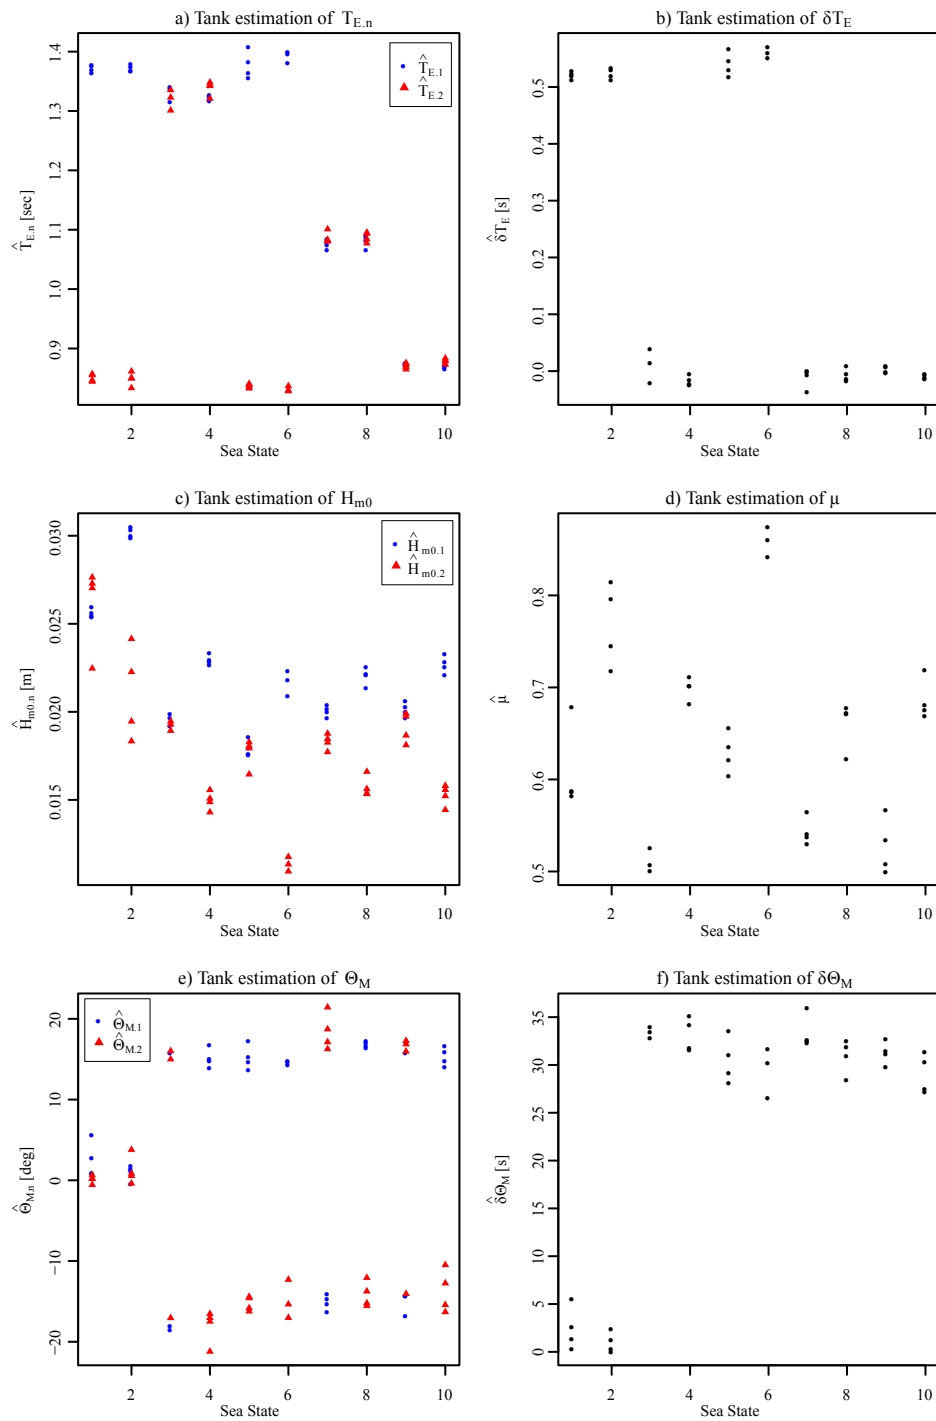 a) Tank estimation of T_E.n
T̂_E.n [sec]
0.9 1.0 1.1 1.2 1.3 1.4
T̂_E.1
T̂_E.2
2 4 6 8 10
Sea State
b) Tank estimation of δT_E
δ̂T_E [s]
0.0 0.1 0.2 0.3 0.4 0.5
2 4 6 8 10
Sea State
c) Tank estimation of H_m0
Ĥ_m0.n [m]
0.015 0.020 0.025 0.030
Ĥ_m0.1
Ĥ_m0.2
2 4 6 8 10
Sea State
d) Tank estimation of μ
μ̂
0.5 0.6 0.7 0.8
2 4 6 8 10
Sea State
e) Tank estimation of Θ_M
Θ̂_M.n [deg]
−20 −10 0 10 20
Θ̂_M.1
Θ̂_M.2
2 4 6 8 10
Sea State
f) Tank estimation of δΘ_M
δ̂Θ_M [s]
0 5 10 15 20 25 30 35
2 4 6 8 10
Sea State